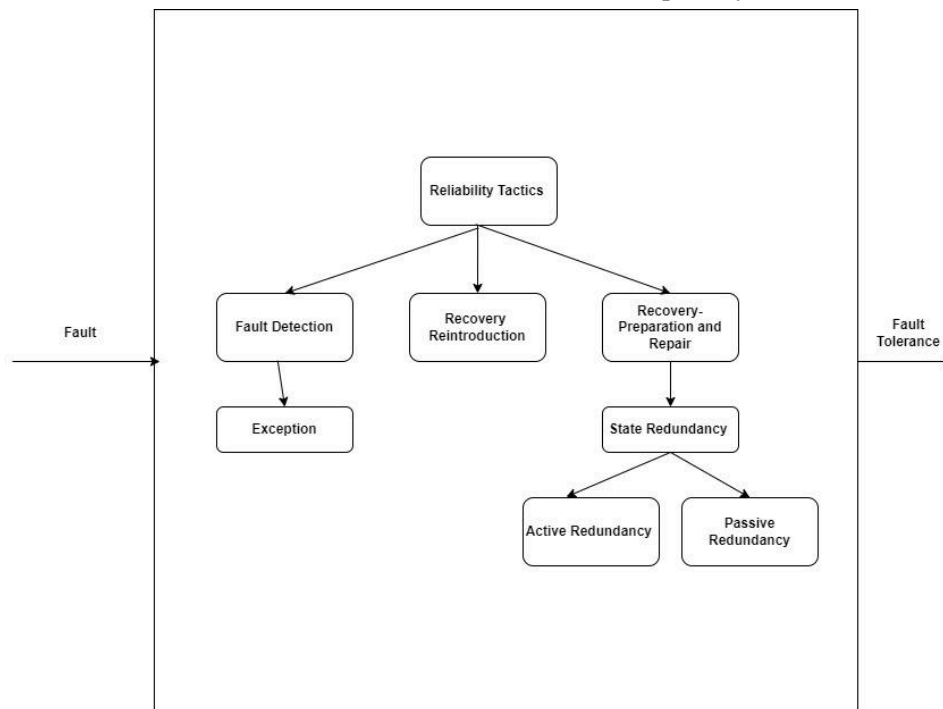 Reliability Tactics
Fault Detection
Recovery
Reintroduction
Recovery-
Preparation and
Repair
Fault
Fault
Tolerance
Exception
State Redundancy
Active Redundancy
Passive
Redundancy